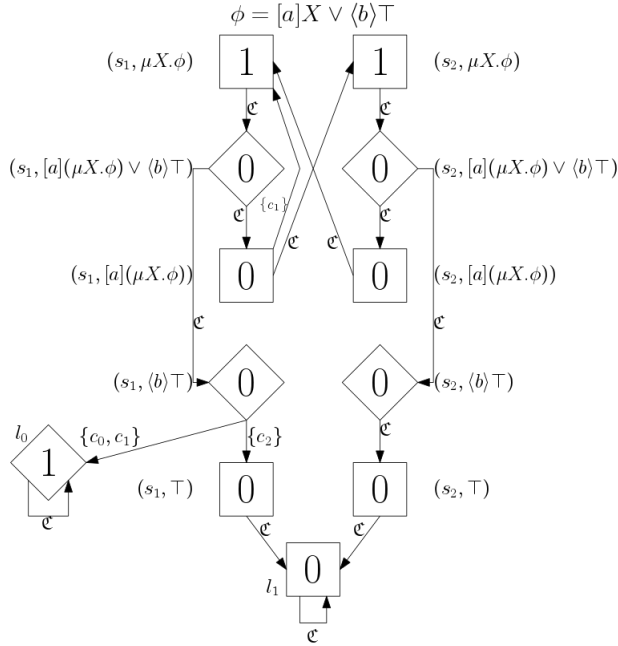 ϕ = [a]X ∨ ⟨b⟩⊤
(s₁, μX.ϕ) 1 1 (s₂, μX.ϕ)
ℭ ℭ
(s₁, [a](μX.ϕ) ∨ ⟨b⟩⊤) 0 0 (s₂, [a](μX.ϕ) ∨ ⟨b⟩⊤)
{c₁}
ℭ ℭ
ℭ ℭ
(s₁, [a](μX.ϕ)) 0 0 (s₂, [a](μX.ϕ))
ℭ ℭ
(s₁, ⟨b⟩⊤) 0 0 (s₂, ⟨b⟩⊤)
l₀ {c₀, c₁} {c₂} ℭ
1
(s₁, ⊤) 0 0 (s₂, ⊤)
ℭ ℭ ℭ
0
l₁
ℭ